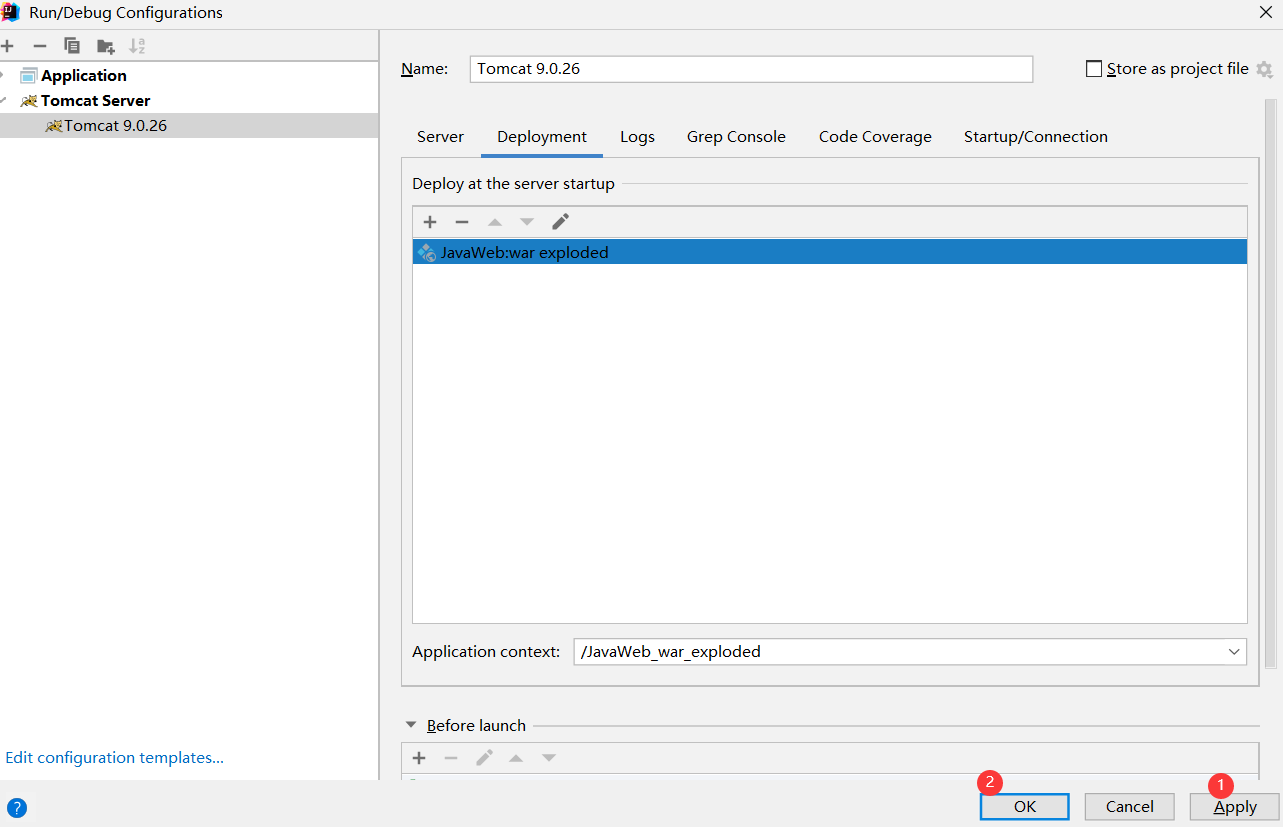 Run/Debug Configurations
Application
Tomcat Server
Tomcat 9.0.26
Edit configuration templates...
Name: Tomcat 9.0.26 Store as project file
Server Deployment Logs Grep Console Code Coverage Startup/Connection
Deploy at the server startup
JavaWeb:war exploded
Application context: /JavaWeb_war_exploded
Before launch
2 1
? OK Cancel Apply